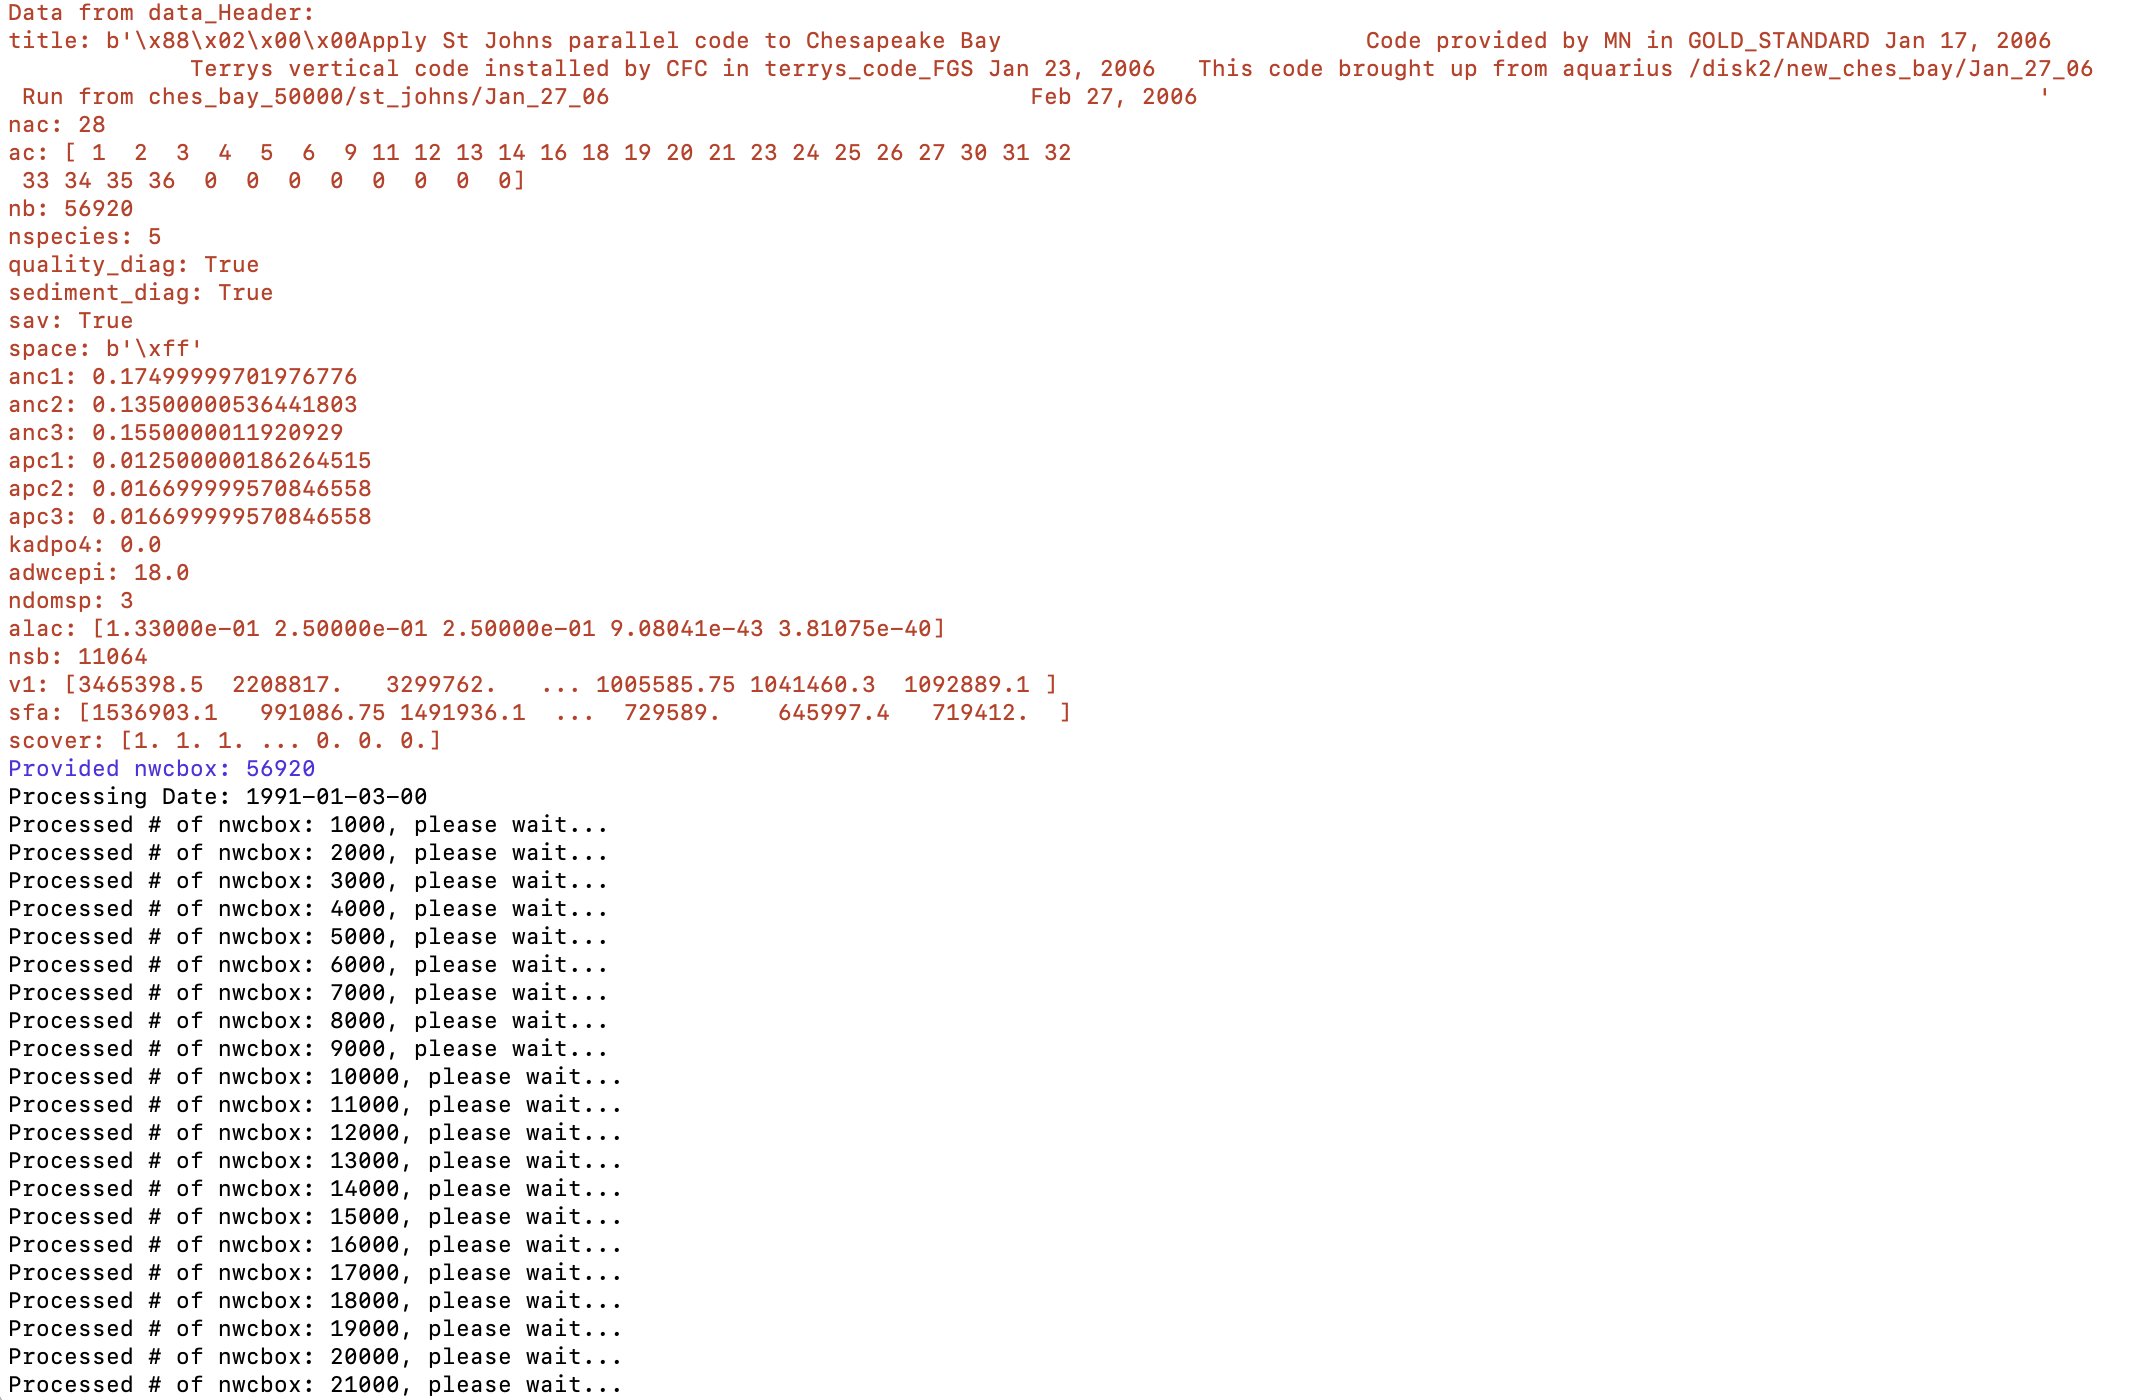 Data from data_Header:
title: b'\x88\x02\x00\x00Apply St Johns parallel code to Chesapeake Bay                          Code provided by MN in GOLD_STANDARD Jan 17, 2006
             Terrys vertical code installed by CFC in terrys_code_FGS Jan 23, 2006   This code brought up from aquarius /disk2/new_ches_bay/Jan_27_06
 Run from ches_bay_50000/st_johns/Jan_27_06                              Feb 27, 2006                                                            '
nac: 28
ac: [ 1  2  3  4  5  6  9 11 12 13 14 16 18 19 20 21 23 24 25 26 27 30 31 32
 33 34 35 36  0  0  0  0  0  0  0  0]
nb: 56920
nspecies: 5
quality_diag: True
sediment_diag: True
sav: True
space: b'\xff'
anc1: 0.17499999701976776
anc2: 0.13500000536441803
anc3: 0.1550000011920929
apc1: 0.012500000186264515
apc2: 0.0166999999570846558
apc3: 0.0166999999570846558
kadpo4: 0.0
adwcepi: 18.0
ndomsp: 3
alac: [1.33000e-01 2.50000e-01 2.50000e-01 9.08041e-43 3.81075e-40]
nsb: 11064
v1: [3465398.5  2208817.   3299762.   ... 1005585.75 1041460.3  1092889.1 ]
sfa: [1536903.1   991086.75 1491936.1  ...  729589.    645997.4   719412.  ]
scover: [1. 1. 1. ... 0. 0. 0.]
Provided nwcbox: 56920
Processing Date: 1991-01-03-00
Processed # of nwcbox: 1000, please wait...
Processed # of nwcbox: 2000, please wait...
Processed # of nwcbox: 3000, please wait...
Processed # of nwcbox: 4000, please wait...
Processed # of nwcbox: 5000, please wait...
Processed # of nwcbox: 6000, please wait...
Processed # of nwcbox: 7000, please wait...
Processed # of nwcbox: 8000, please wait...
Processed # of nwcbox: 9000, please wait...
Processed # of nwcbox: 10000, please wait...
Processed # of nwcbox: 11000, please wait...
Processed # of nwcbox: 12000, please wait...
Processed # of nwcbox: 13000, please wait...
Processed # of nwcbox: 14000, please wait...
Processed # of nwcbox: 15000, please wait...
Processed # of nwcbox: 16000, please wait...
Processed # of nwcbox: 17000, please wait...
Processed # of nwcbox: 18000, please wait...
Processed # of nwcbox: 19000, please wait...
Processed # of nwcbox: 20000, please wait...
Processed # of nwcbox: 21000, please wait...